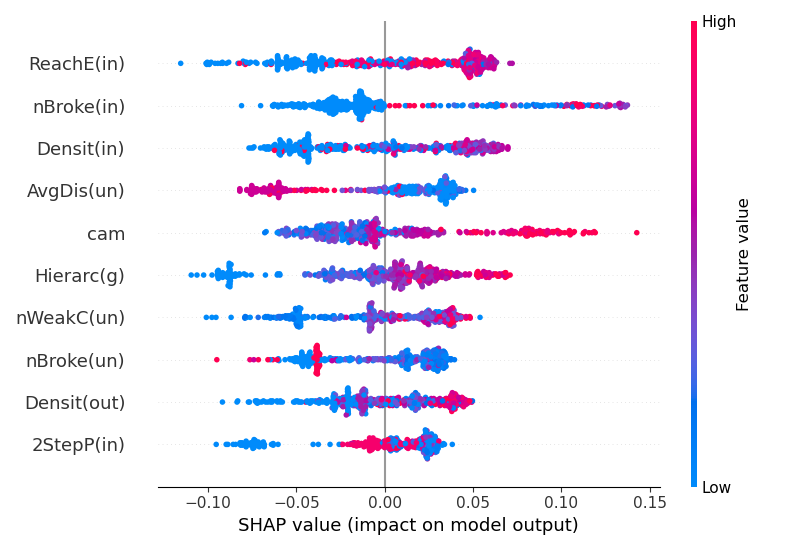 High
ReachE(in)
nBroke(in)
Densit(in)
AvgDis(un)
cam
Hierarc(g)
nWeakC(un)
nBroke(un)
Densit(out)
2StepP(in)
Feature value
Low
−0.10 −0.05 0.00 0.05 0.10 0.15
SHAP value (impact on model output)